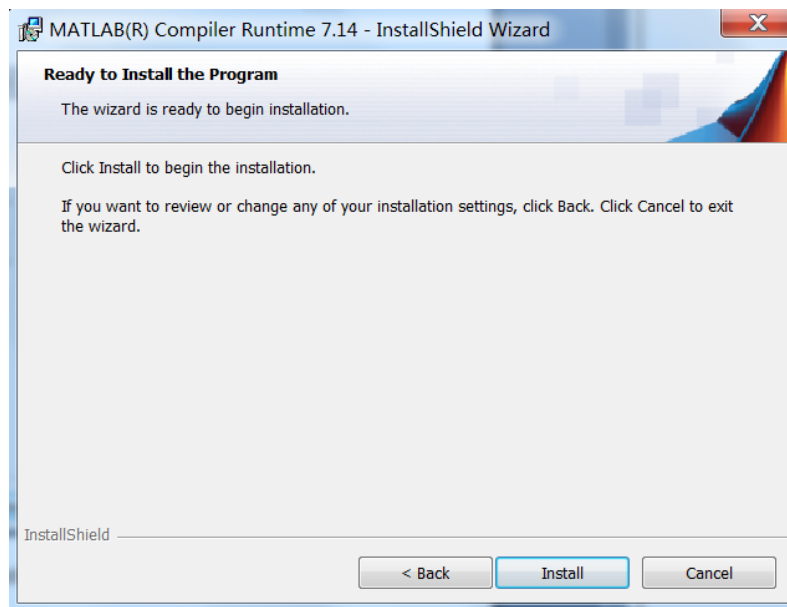 MATLAB(R) Compiler Runtime 7.14 - InstallShield Wizard
Ready to Install the Program
The wizard is ready to begin installation.
Click Install to begin the installation.
If you want to review or change any of your installation settings, click Back. Click Cancel to exit
the wizard.
InstallShield
< Back Install Cancel